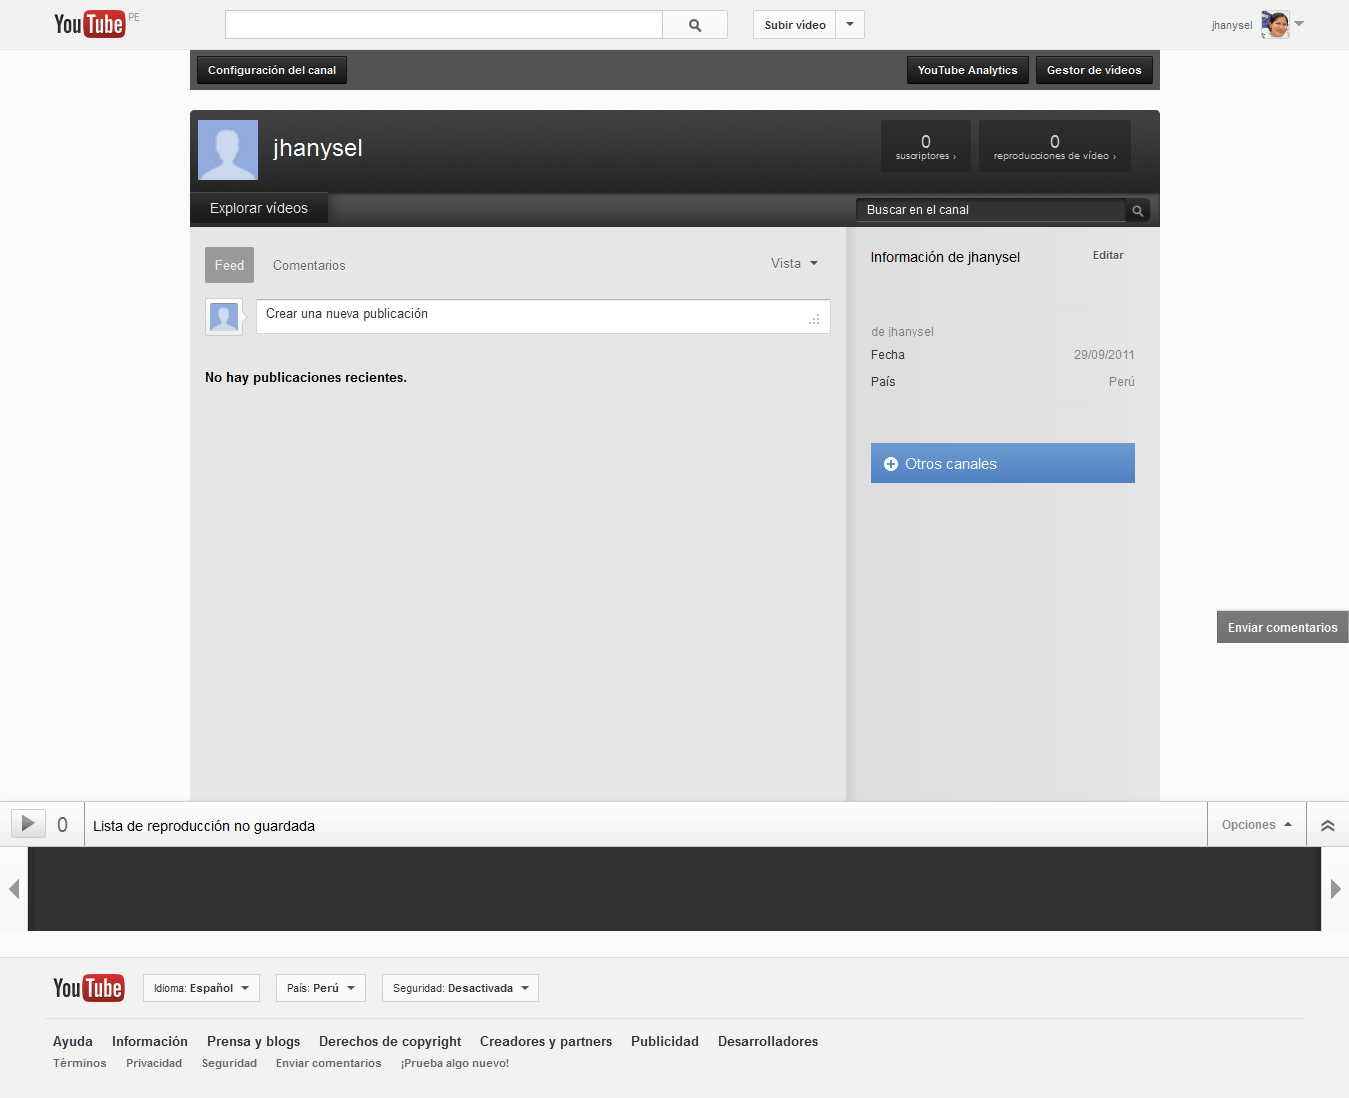 YouTube PE
Subir vídeo
jhanysel
Configuración del canal
YouTube Analytics
Gestor de vídeos
jhanysel
0
suscriptores ›
0
reproducciones de vídeo ›
Explorar vídeos
Buscar en el canal
Feed
Comentarios
Vista
Crear una nueva publicación
No hay publicaciones recientes.
Información de jhanysel
Editar
de jhanysel
Fecha 29/09/2011
País Perú
Otros canales
Enviar comentarios
0
Lista de reproducción no guardada
Opciones
YouTube
Idioma: Español
País: Perú
Seguridad: Desactivada
Ayuda Información Prensa y blogs Derechos de copyright Creadores y partners Publicidad Desarrolladores
Términos Privacidad Seguridad Enviar comentarios ¡Prueba algo nuevo!